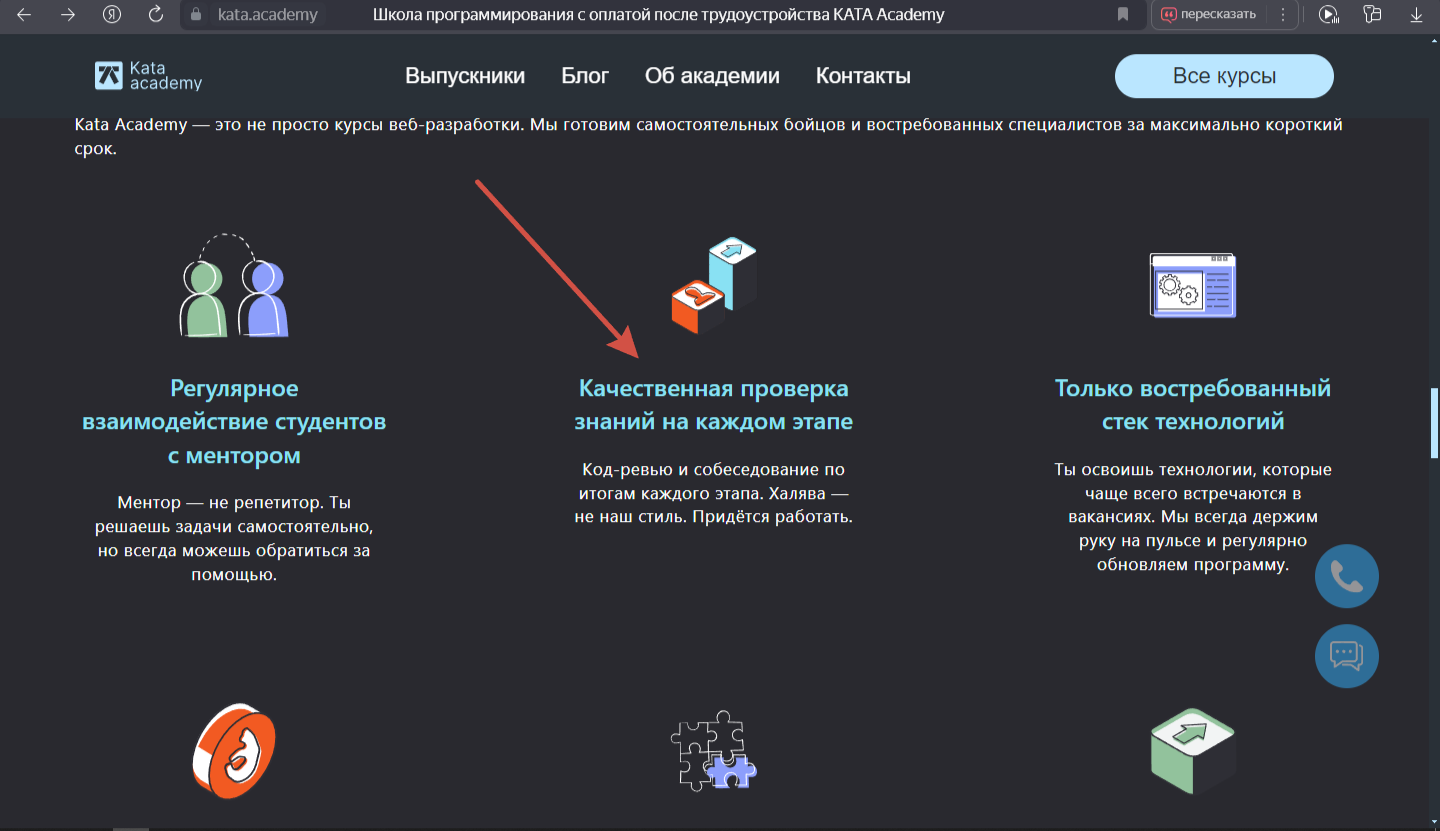 kata.academy
Школа программирования с оплатой после трудоустройства KATA Academy
пересказать
Kata
academy
Выпускники
Блог
Об академии
Контакты
Все курсы
Kata Academy — это не просто курсы веб-разработки. Мы готовим самостоятельных бойцов и востребованных специалистов за максимально короткий
срок.
Регулярное
взаимодействие студентов
с ментором
Ментор — не репетитор. Ты
решаешь задачи самостоятельно,
но всегда можешь обратиться за
помощью.
Качественная проверка
знаний на каждом этапе
Код-ревью и собеседование по
итогам каждого этапа. Халява —
не наш стиль. Придётся работать.
Только востребованный
стек технологий
Ты освоишь технологии, которые
чаще всего встречаются в
вакансиях. Мы всегда держим
руку на пульсе и регулярно
обновляем программу.